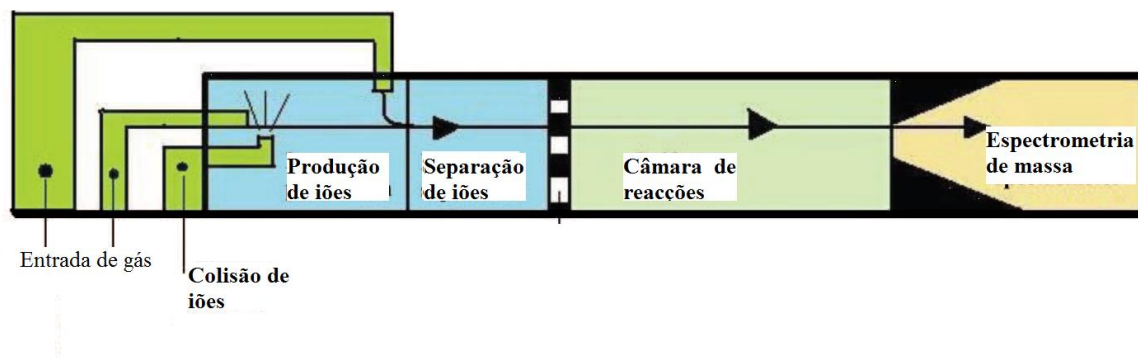 Produção
de iões
Separação
de iões
Câmara de
reacções
Espectrometria
de massa
Entrada de gás
Colisão de
iões